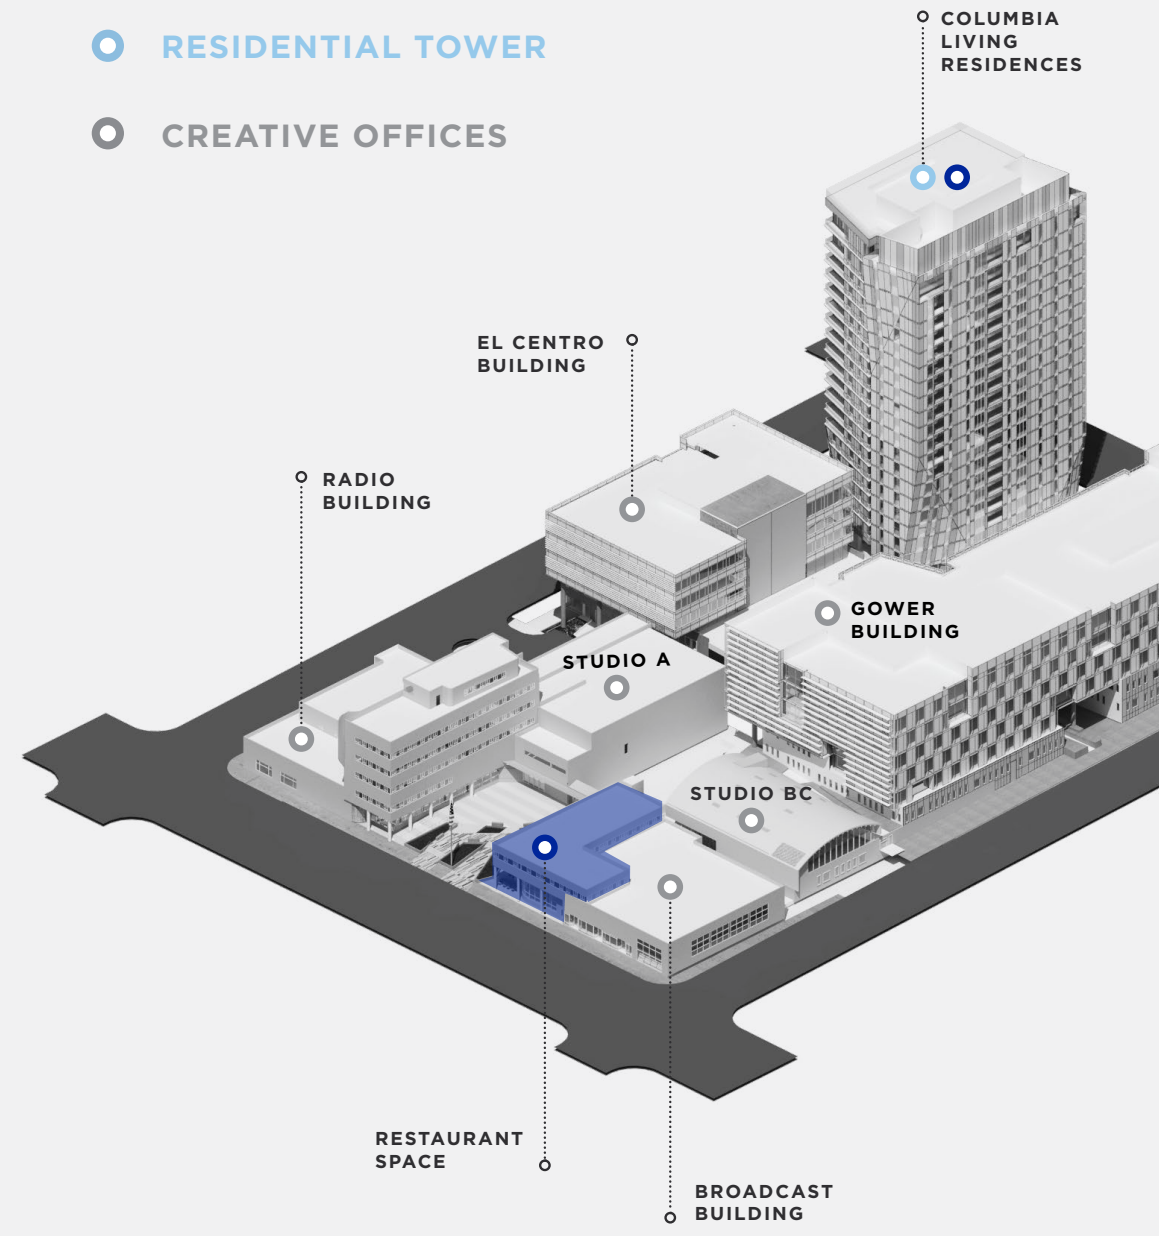 RESIDENTIAL TOWER
CREATIVE OFFICES
COLUMBIA
LIVING
RESIDENCES
EL CENTRO
BUILDING
RADIO
BUILDING
GOWER
BUILDING
STUDIO A
STUDIO BC
RESTAURANT
SPACE
BROADCAST
BUILDING